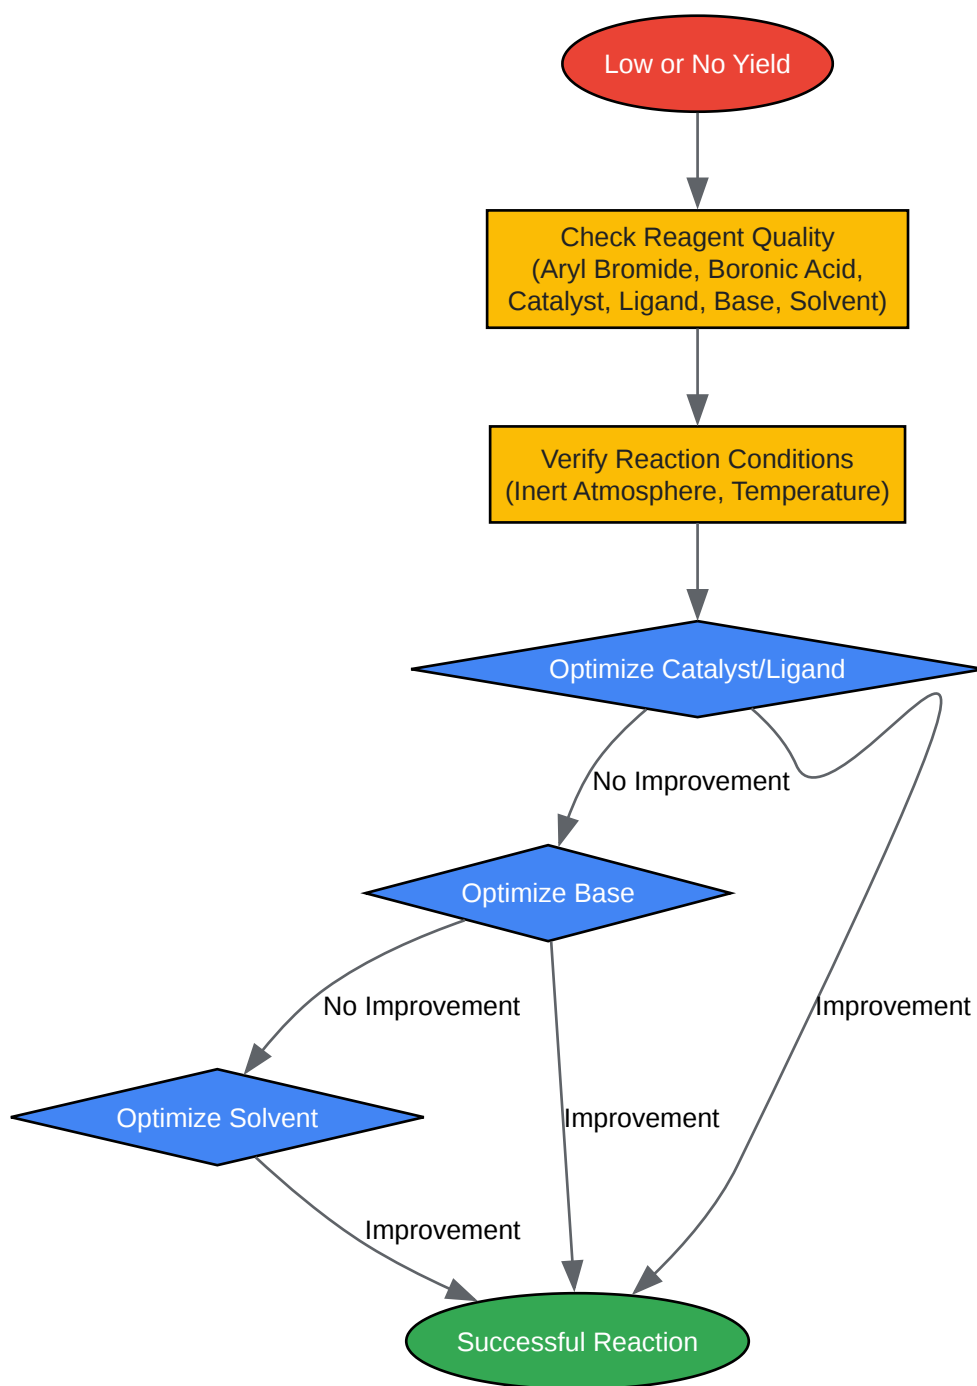 Low or No Yield
Check Reagent Quality
(Aryl Bromide, Boronic Acid,
Catalyst, Ligand, Base, Solvent)
Verify Reaction Conditions
(Inert Atmosphere, Temperature)
Optimize Catalyst/Ligand
No Improvement
Optimize Base
No Improvement
Improvement
Optimize Solvent
Improvement
Improvement
Successful Reaction